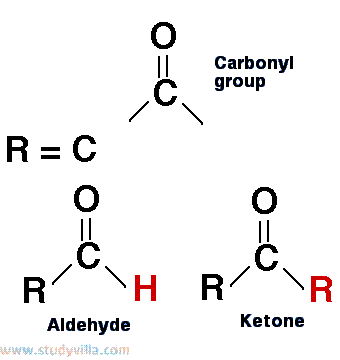 O
C
Carbonyl
group
R = C
O
C
R H
Aldehyde
O
C
R R
Ketone
www.studyvilla.com